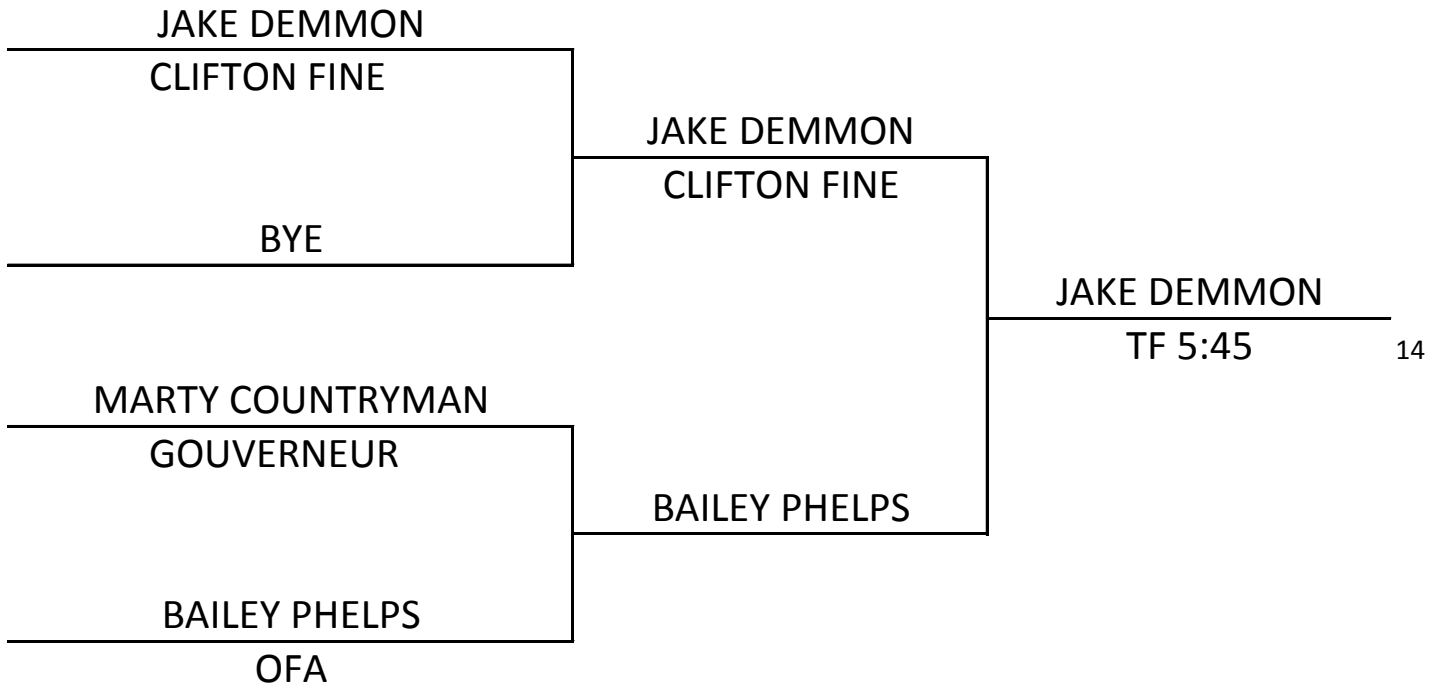 JAKE DEMMON
CLIFTON FINE
JAKE DEMMON
CLIFTON FINE
BYE
JAKE DEMMON
TF 5:45
14
MARTY COUNTRYMAN
GOUVERNEUR
BAILEY PHELPS
BAILEY PHELPS
OFA